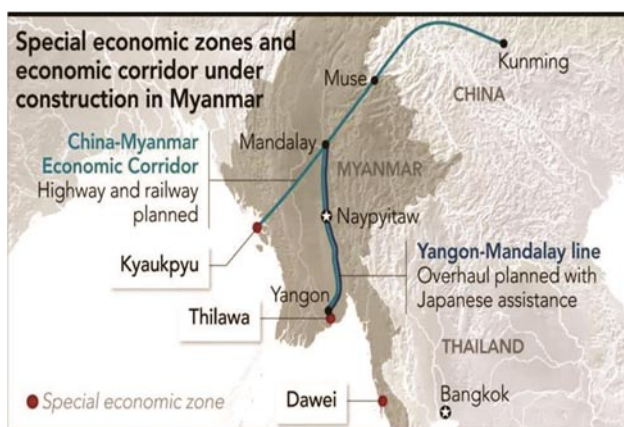 Special economic zones and
economic corridor under
construction in Myanmar
Kunming
Muse
CHINA
China-Myanmar
Economic Corridor
Highway and railway
planned
Mandalay
MYANMAR
Naypyitaw
Kyaukpyu
Yangon-Mandalay line
Overhaul planned with
Japanese assistance
Yangon
Thilawa
THAILAND
Special economic zone
Dawei
Bangkok